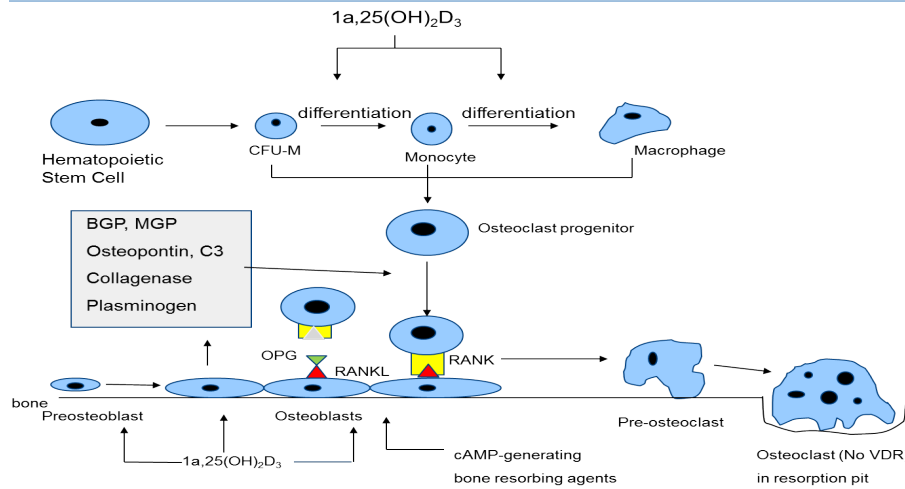 1a,25(OH)₂D₃
differentiation
differentiation
CFU-M
Monocyte
Macrophage
Hematopoietic
Stem Cell
Osteoclast progenitor
BGP, MGP
Osteopontin, C3
Collagenase
Plasminogen
OPG
RANKL
RANK
bone
Preosteoblast
Osteoblasts
Pre-osteoclast
1a,25(OH)₂D₃
cAMP-generating
bone resorbing agents
Osteoclast (No VDR)
in resorption pit